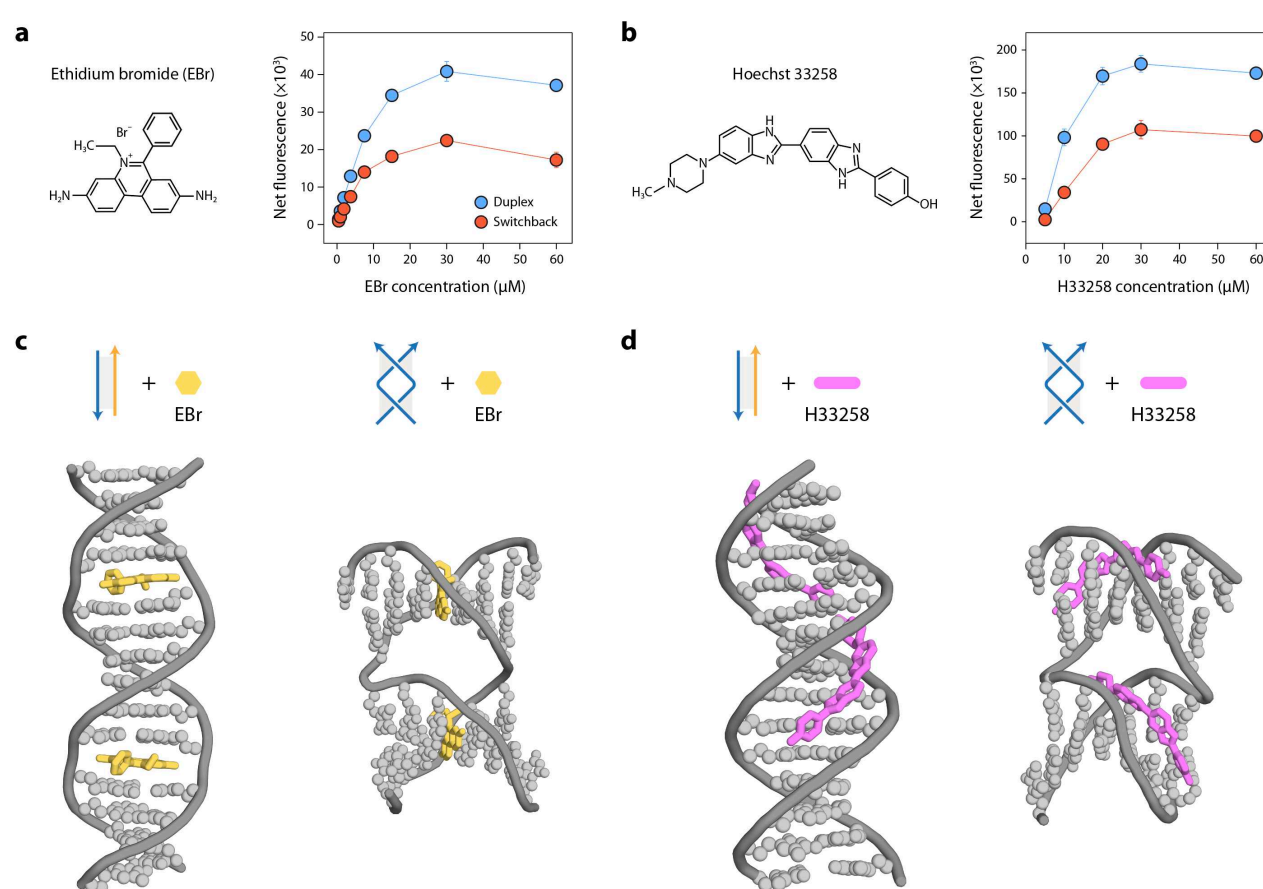 a
Ethidium bromide (EBr)
Br⁻
H₃C
N⁺
H₂N
NH₂
Net fluorescence (×10³)
50
40
30
20
10
0
Duplex
Switchback
0 10 20 30 40 50 60
EBr concentration (µM)
b
Hoechst 33258
H
N
N
N
N
H
N
N
H₃C
OH
Net fluorescence (×10³)
200
150
100
50
0
0 10 20 30 40 50 60
H33258 concentration (µM)
c
+
EBr
+
EBr
d
+
H33258
+
H33258